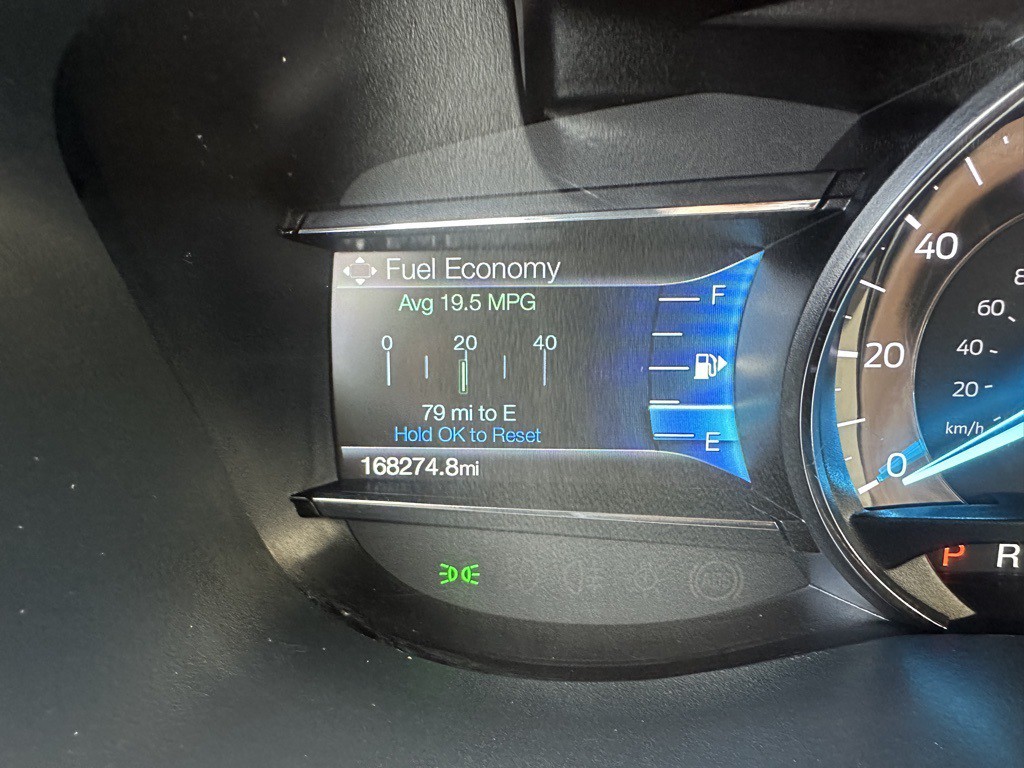 Fuel Economy
Avg 19.5 MPG
0 20 40
79 mi to E
Hold OK to Reset
168274.8mi
F
E
40
20
0
60
40
20
km/h
P R